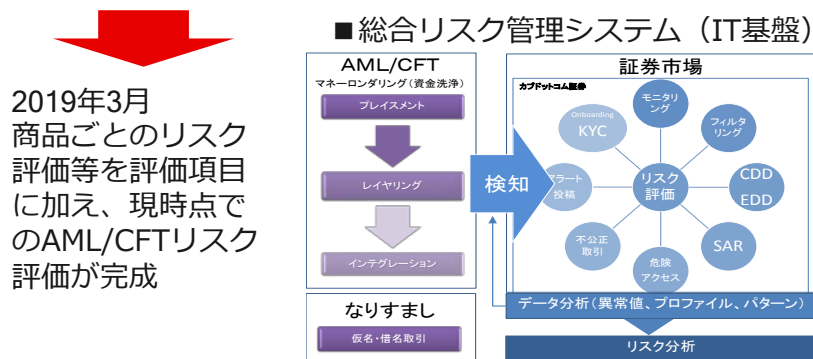 ■総合リスク管理システム（IT基盤）
2019年3月
商品ごとのリスク
評価等を評価項目
に加え、現時点で
のAML/CFTリスク
評価が完成
AML/CFT
マネーロンダリング（資金洗浄）
プレイスメント
レイヤリング
インテグレーション
なりすまし
仮名・借名取引
検知
証券市場
カブドットコム証券
モニタリ
ング
フィルタ
リング
CDD
EDD
SAR
危険
アクセス
不公正
取引
ラート
投稿
Onboarding
KYC
リスク
評価
データ分析（異常値、プロファイル、パターン）
リスク分析